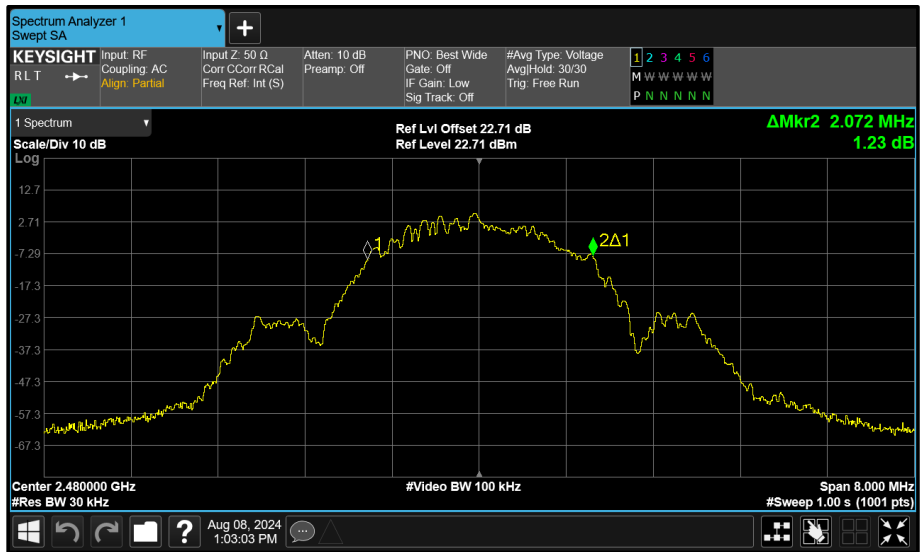 Spectrum Analyzer 1
Swept SA
KEYSIGHT
R L T
LXI
Input: RF
Coupling: AC
Align: Partial
Input Z: 50 Ω
Corr CCorr RCal
Freq Ref: Int (S)
Atten: 10 dB
Preamp: Off
PNO: Best Wide
Gate: Off
IF Gain: Low
Sig Track: Off
#Avg Type: Voltage
Avg|Hold: 30/30
Trig: Free Run
1 2 3 4 5 6
M W W W W W
P N N N N N
1 Spectrum
Scale/Div 10 dB
Ref Lvl Offset 22.71 dB
Ref Level 22.71 dBm
ΔMkr2 2.072 MHz
1.23 dB
Log
12.7
2.71
-7.29
-17.3
-27.3
-37.3
-47.3
-57.3
-67.3
1
2Δ1
Center 2.480000 GHz
#Res BW 30 kHz
#Video BW 100 kHz
Span 8.000 MHz
#Sweep 1.00 s (1001 pts)
?
Aug 08, 2024
1:03:03 PM